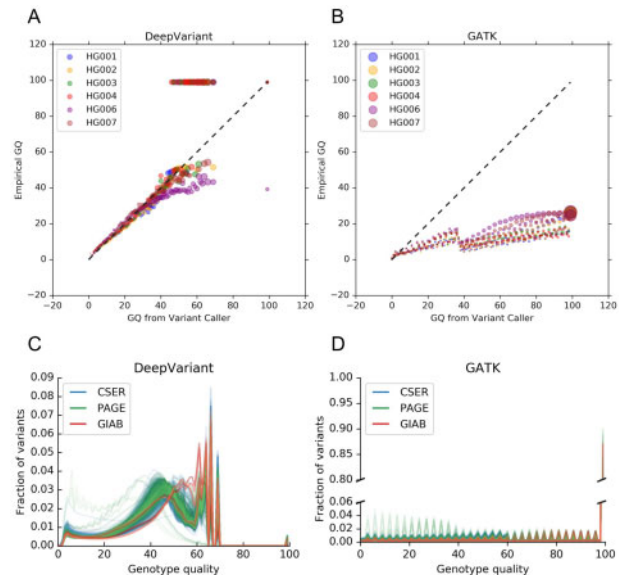 A
DeepVariant
120
100
80
60
40
20
0
−20
Empirical GQ
HG001
HG002
HG003
HG004
HG006
HG007
−20 0 20 40 60 80 100 120
GQ from Variant Caller
B
GATK
120
100
80
60
40
20
0
−20
Empirical GQ
HG001
HG002
HG003
HG004
HG006
HG007
−20 0 20 40 60 80 100 120
GQ from Variant Caller
C
DeepVariant
0.09
0.08
0.07
0.06
0.05
0.04
0.03
0.02
0.01
0.00
Fraction of variants
CSER
PAGE
GIAB
0 20 40 60 80 100
Genotype quality
D
GATK
1.00
0.95
0.90
0.85
0.80
0.06
0.04
0.02
0.00
Fraction of variants
CSER
PAGE
GIAB
0 20 40 60 80 100
Genotype quality